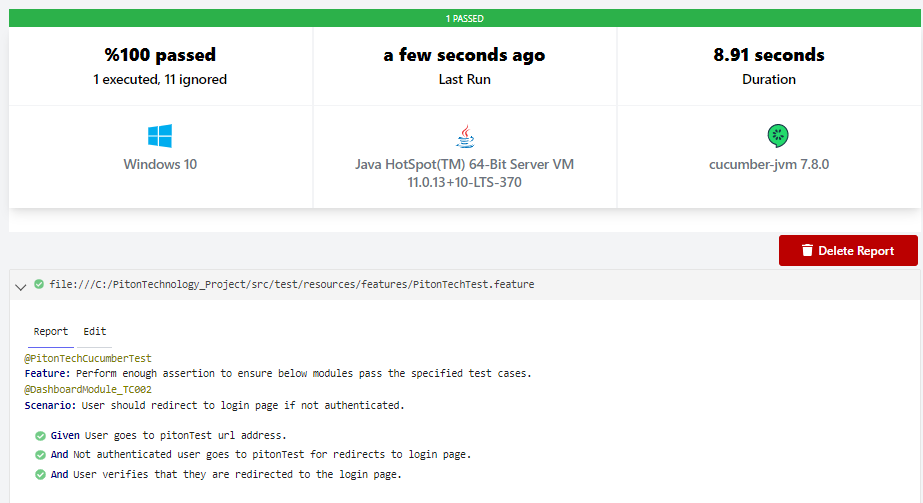 1 PASSED
%100 passed
1 executed, 11 ignored
a few seconds ago
Last Run
8.91 seconds
Duration
Windows 10
Java HotSpot(TM) 64-Bit Server VM
11.0.13+10-LTS-370
cucumber-jvm 7.8.0
Delete Report
file:///C:/PitonTechnology_Project/src/test/resources/features/PitonTechTest.feature
Report Edit
@PitonTechCucumberTest
Feature: Perform enough assertion to ensure below modules pass the specified test cases.
@DashboardModule_TC002
Scenario: User should redirect to login page if not authenticated.
Given User goes to pitonTest url address.
And Not authenticated user goes to pitonTest for redirects to login page.
And User verifies that they are redirected to the login page.